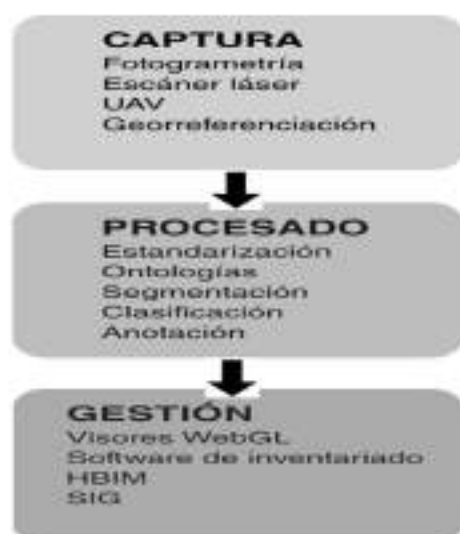 CAPTURA
Fotogrametría
Escáner láser
UAV
Georreferenciación
PROCESADO
Estandarización
Ontologías
Segmentación
Clasificación
Anotación
GESTIÓN
Visores WebGL
Software de inventariado
HBIM
SIG